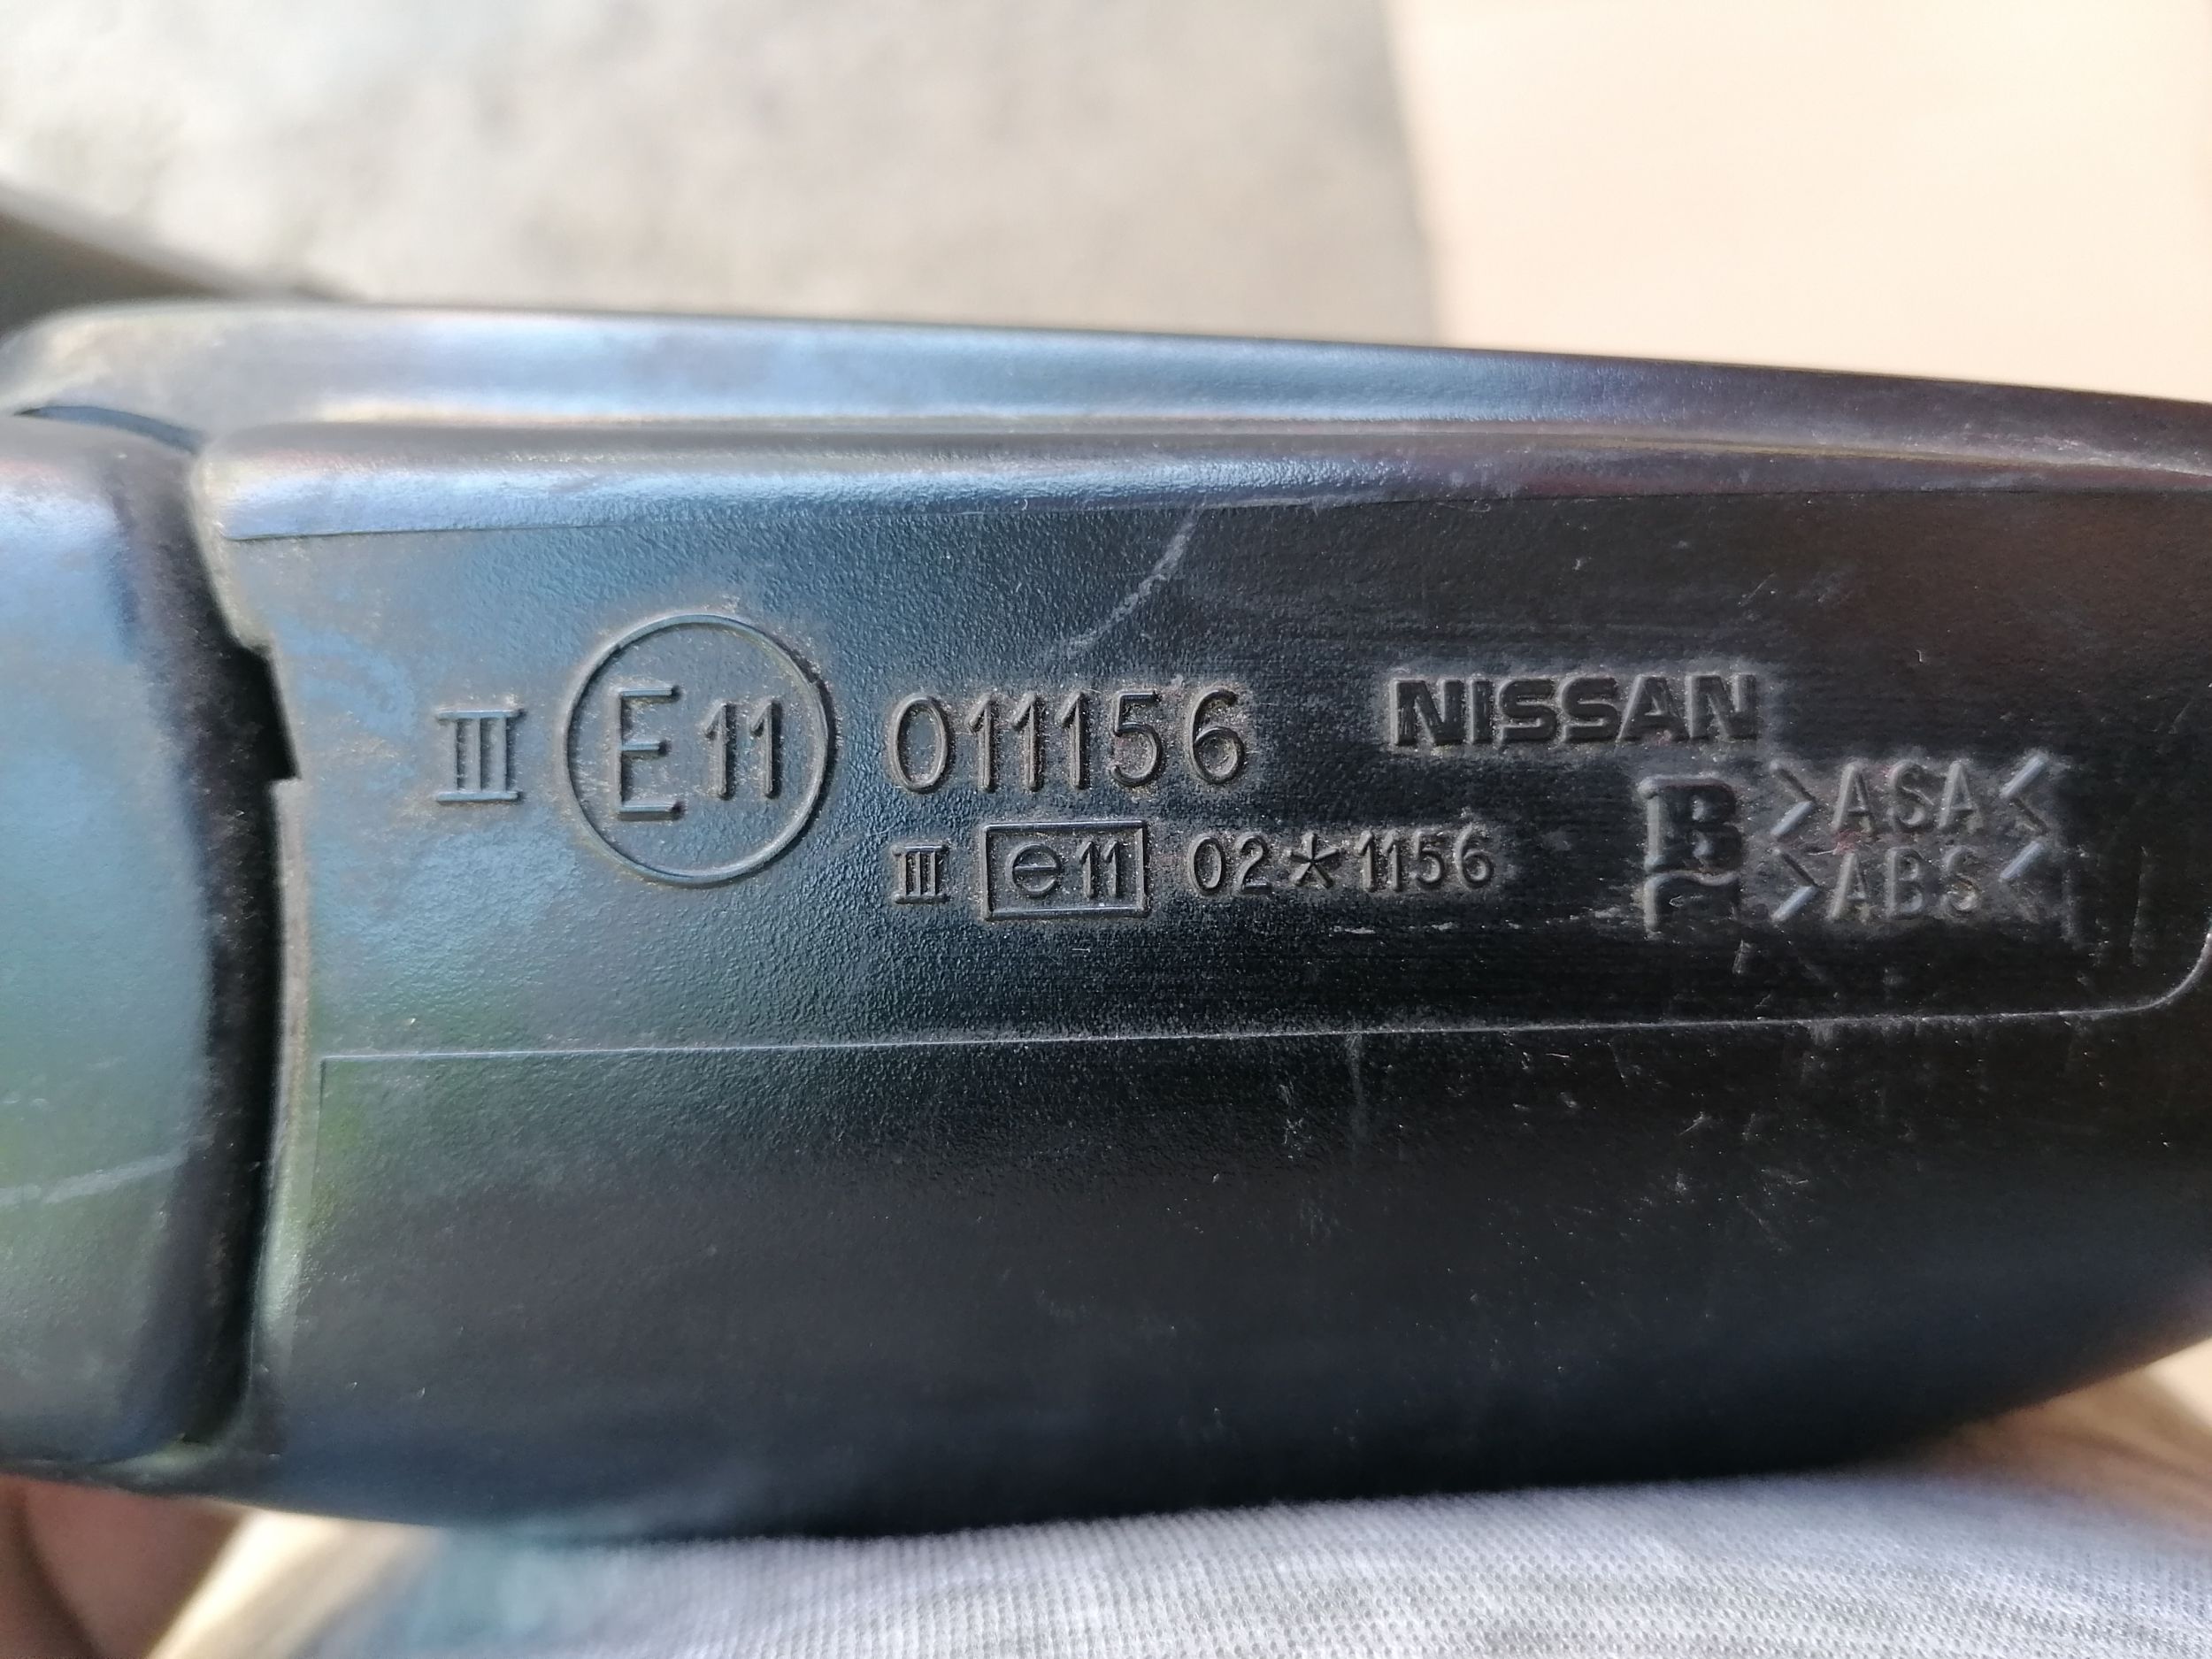 III E11 011156 NISSAN
III e11 02*1156
>ASA<
>ABS<